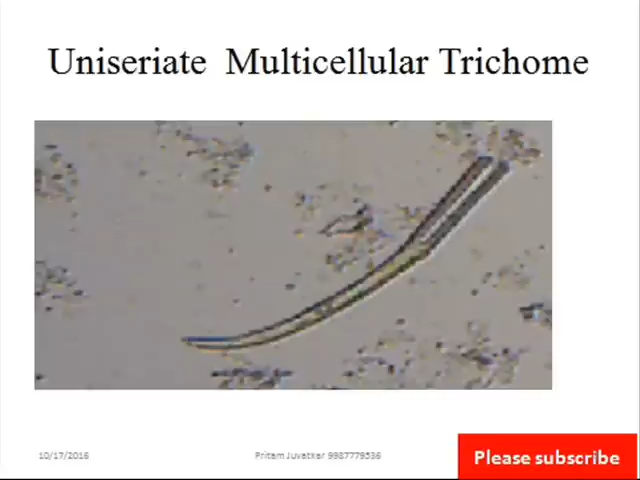 Uniseriate Multicellular Trichome
10/17/2016
Pritam Juvatkar 9987779536
Please subscribe